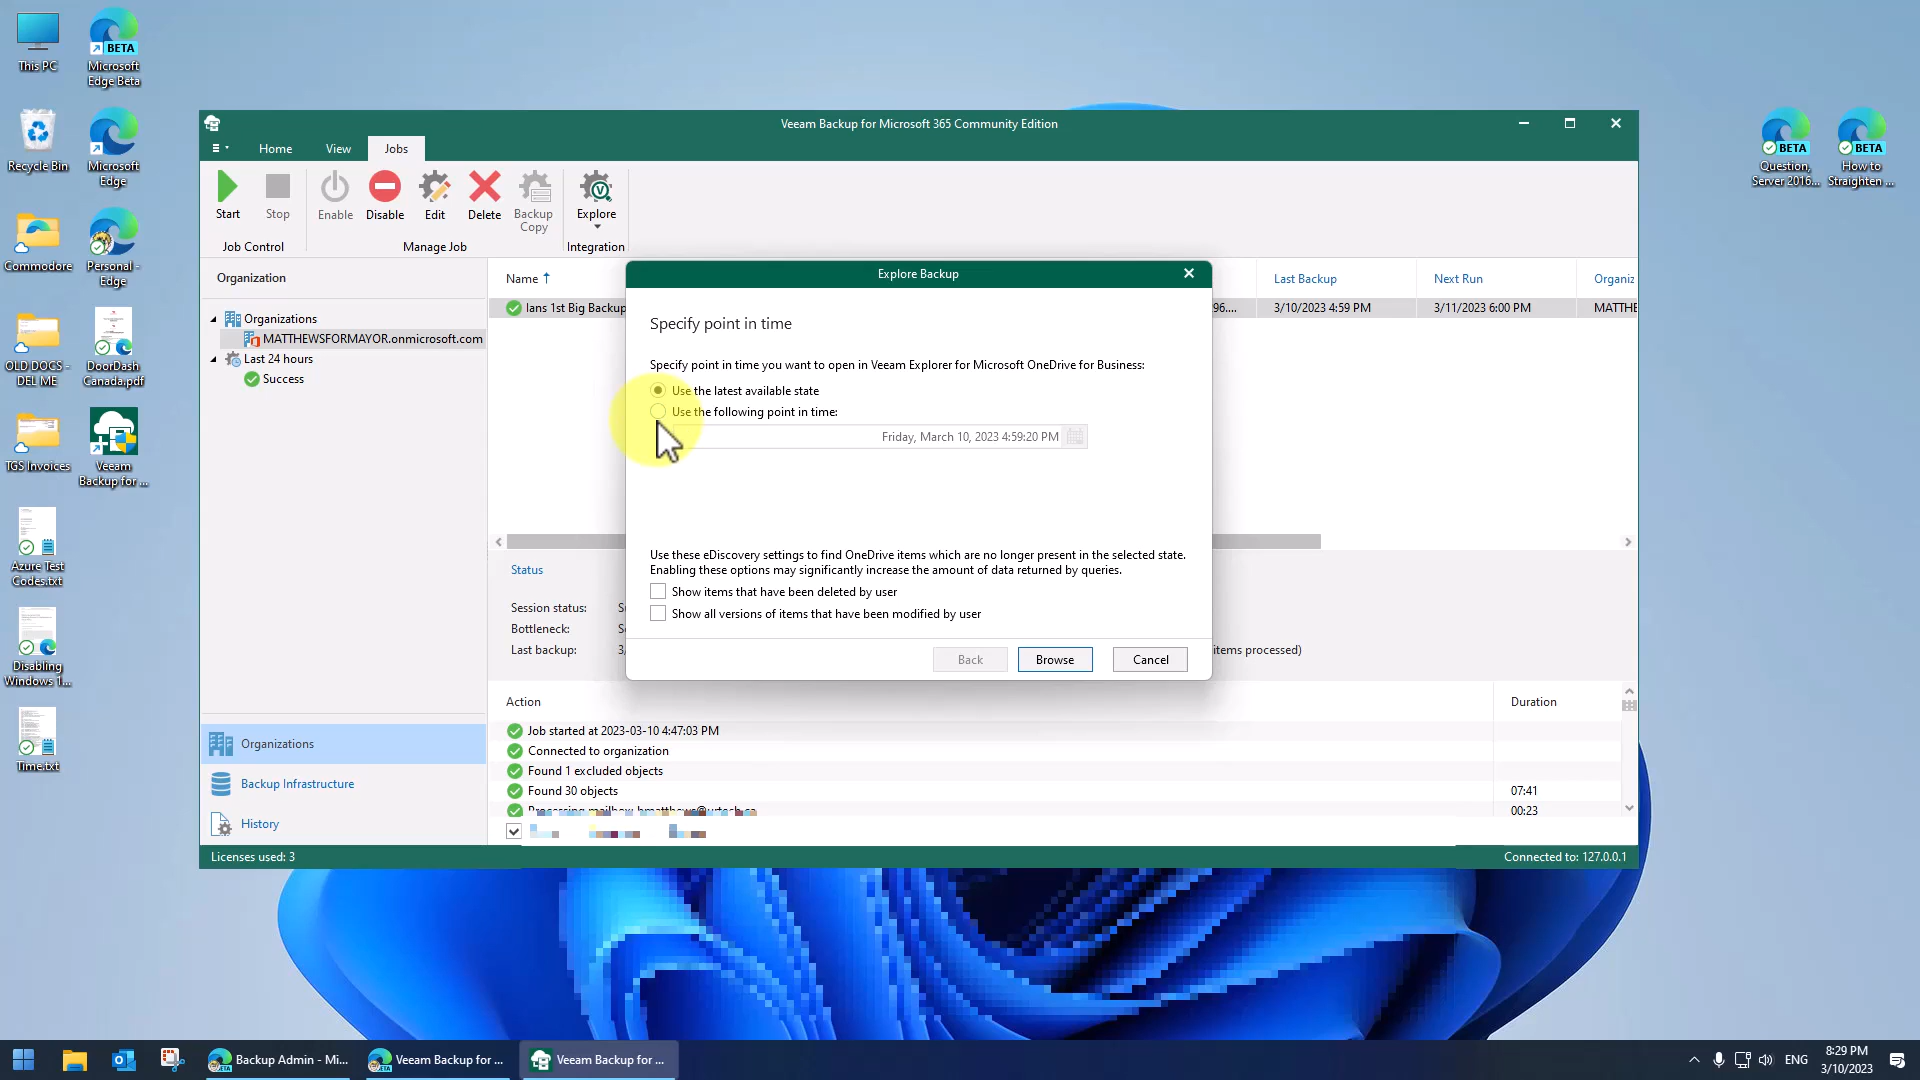 This PC
BETA
Microsoft
Edge Beta
Recycle Bin
Microsoft
Edge
Commodore
Personal -
Edge
OLD DOCS -
DEL ME
DoorDash
Canada.pdf
TGS Invoices
Veeam
Backup for ...
Azure Test
Codes.txt
Disabling
Windows 1...
Time.txt
BETA
Question,
Server 2016...
BETA
How to
Straighten ...
Veeam Backup for Microsoft 365 Community Edition
Home
View
Jobs
Start
Stop
Enable
Disable
Edit
Delete
Backup
Copy
Explore
Job Control
Manage Job
Integration
Organization
Organizations
MATTHEWSFORMAYOR.onmicrosoft.com
Last 24 hours
Success
Organizations
Backup Infrastructure
History
Name
Last Backup
Next Run
Organiz
Ians 1st Big Backup
96....
3/10/2023 4:59 PM
3/11/2023 6:00 PM
MATTHE
Explore Backup
Specify point in time
Specify point in time you want to open in Veeam Explorer for Microsoft OneDrive for Business:
Use the latest available state
Use the following point in time:
Friday, March 10, 2023 4:59:20 PM
Use these eDiscovery settings to find OneDrive items which are no longer present in the selected state.
Enabling these options may significantly increase the amount of data returned by queries.
Show items that have been deleted by user
Show all versions of items that have been modified by user
Back
Browse
Cancel
Status
Session status:
Bottleneck:
Last backup:
3/
items processed)
Action
Duration
Job started at 2023-03-10 4:47:03 PM
Connected to organization
Found 1 excluded objects
Found 30 objects
07:41
00:23
Licenses used: 3
Connected to: 127.0.0.1
Backup Admin - Mi...
Veeam Backup for ...
Veeam Backup for ...
ENG
8:29 PM
3/10/2023